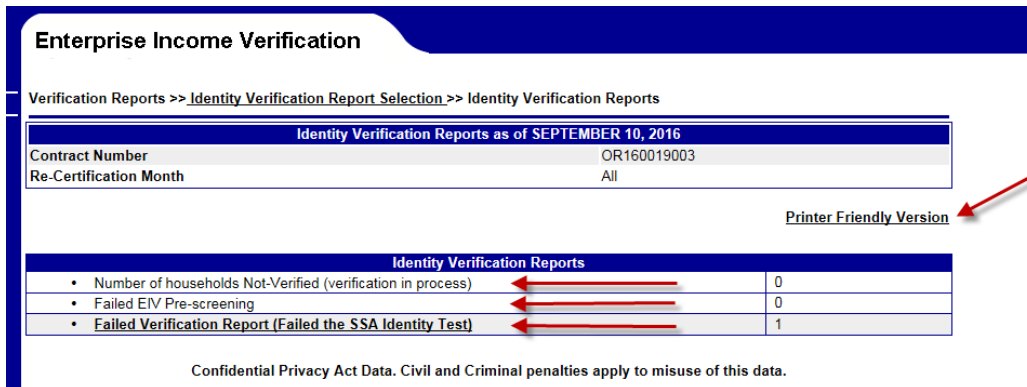 Enterprise Income Verification
Verification Reports >> Identity Verification Report Selection >> Identity Verification Reports
Identity Verification Reports as of SEPTEMBER 10, 2016
Contract Number OR160019003
Re-Certification Month All
Printer Friendly Version
Identity Verification Reports
• Number of households Not-Verified (verification in process) 0
• Failed EIV Pre-screening 0
• Failed Verification Report (Failed the SSA Identity Test) 1
Confidential Privacy Act Data. Civil and Criminal penalties apply to misuse of this data.